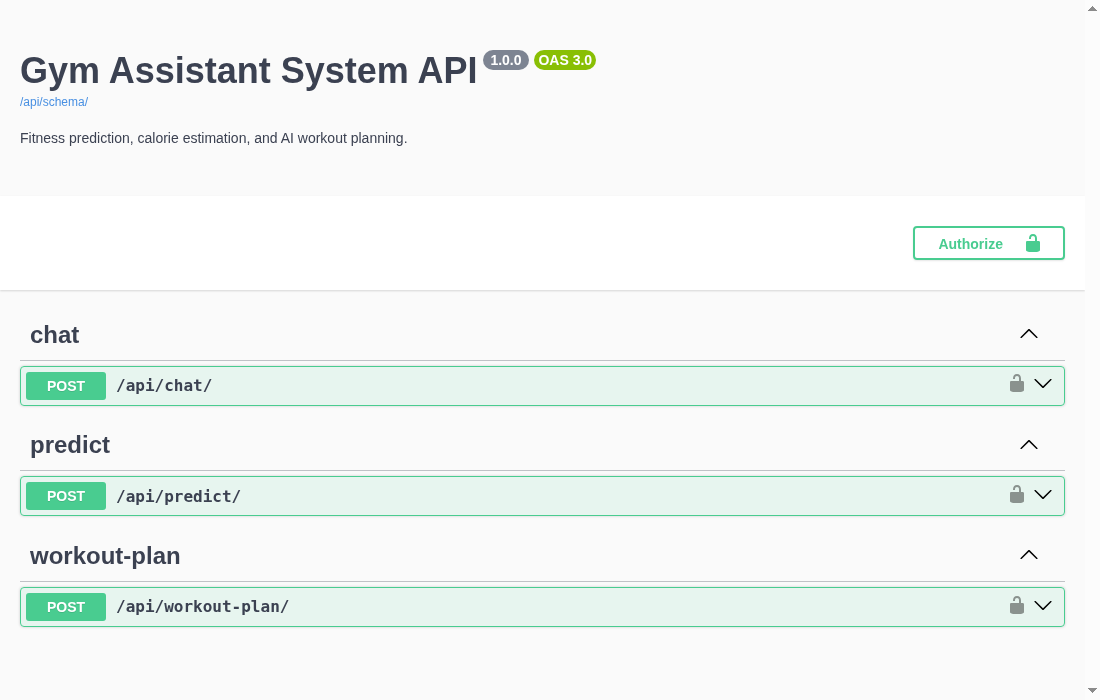 Gym Assistant System API 1.0.0 OAS 3.0
/api/schema/
Fitness prediction, calorie estimation, and AI workout planning.
Authorize
chat
POST /api/chat/
predict
POST /api/predict/
workout-plan
POST /api/workout-plan/